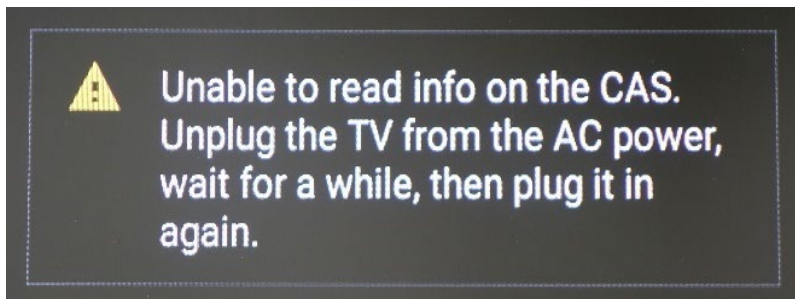 Unable to read info on the CAS.
Unplug the TV from the AC power,
wait for a while, then plug it in
again.